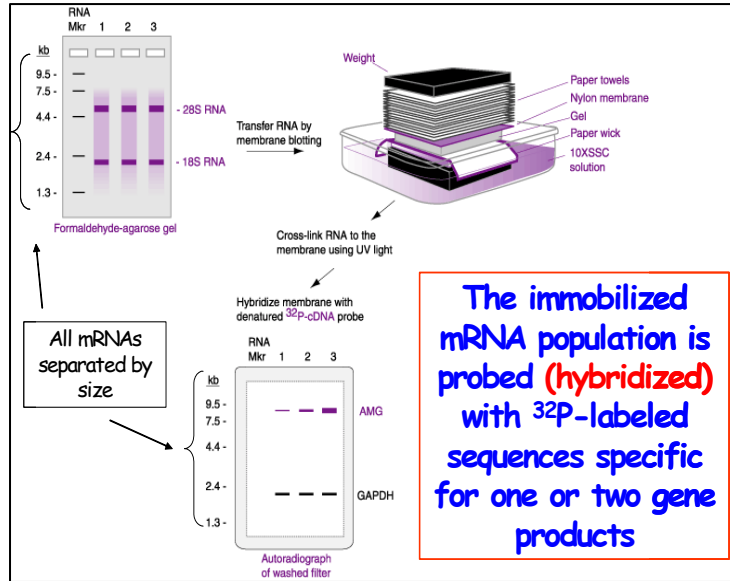 RNA
Mkr 1 2 3
kb
9.5 -
7.5 -
4.4 -
2.4 -
1.3 -
- 28S RNA
- 18S RNA
Formaldehyde-agarose gel
Transfer RNA by
membrane blotting
Weight
Paper towels
Nylon membrane
Gel
Paper wick
10XSSC
solution
Cross-link RNA to the
membrane using UV light
Hybridize membrane with
denatured ³²P-cDNA probe
All mRNAs
separated by
size
RNA
Mkr 1 2 3
kb
9.5 -
7.5 -
4.4 -
2.4 -
1.3 -
AMG
GAPDH
Autoradiograph
of washed filter
The immobilized
mRNA population is
probed (hybridized)
with ³²P-labeled
sequences specific
for one or two gene
products